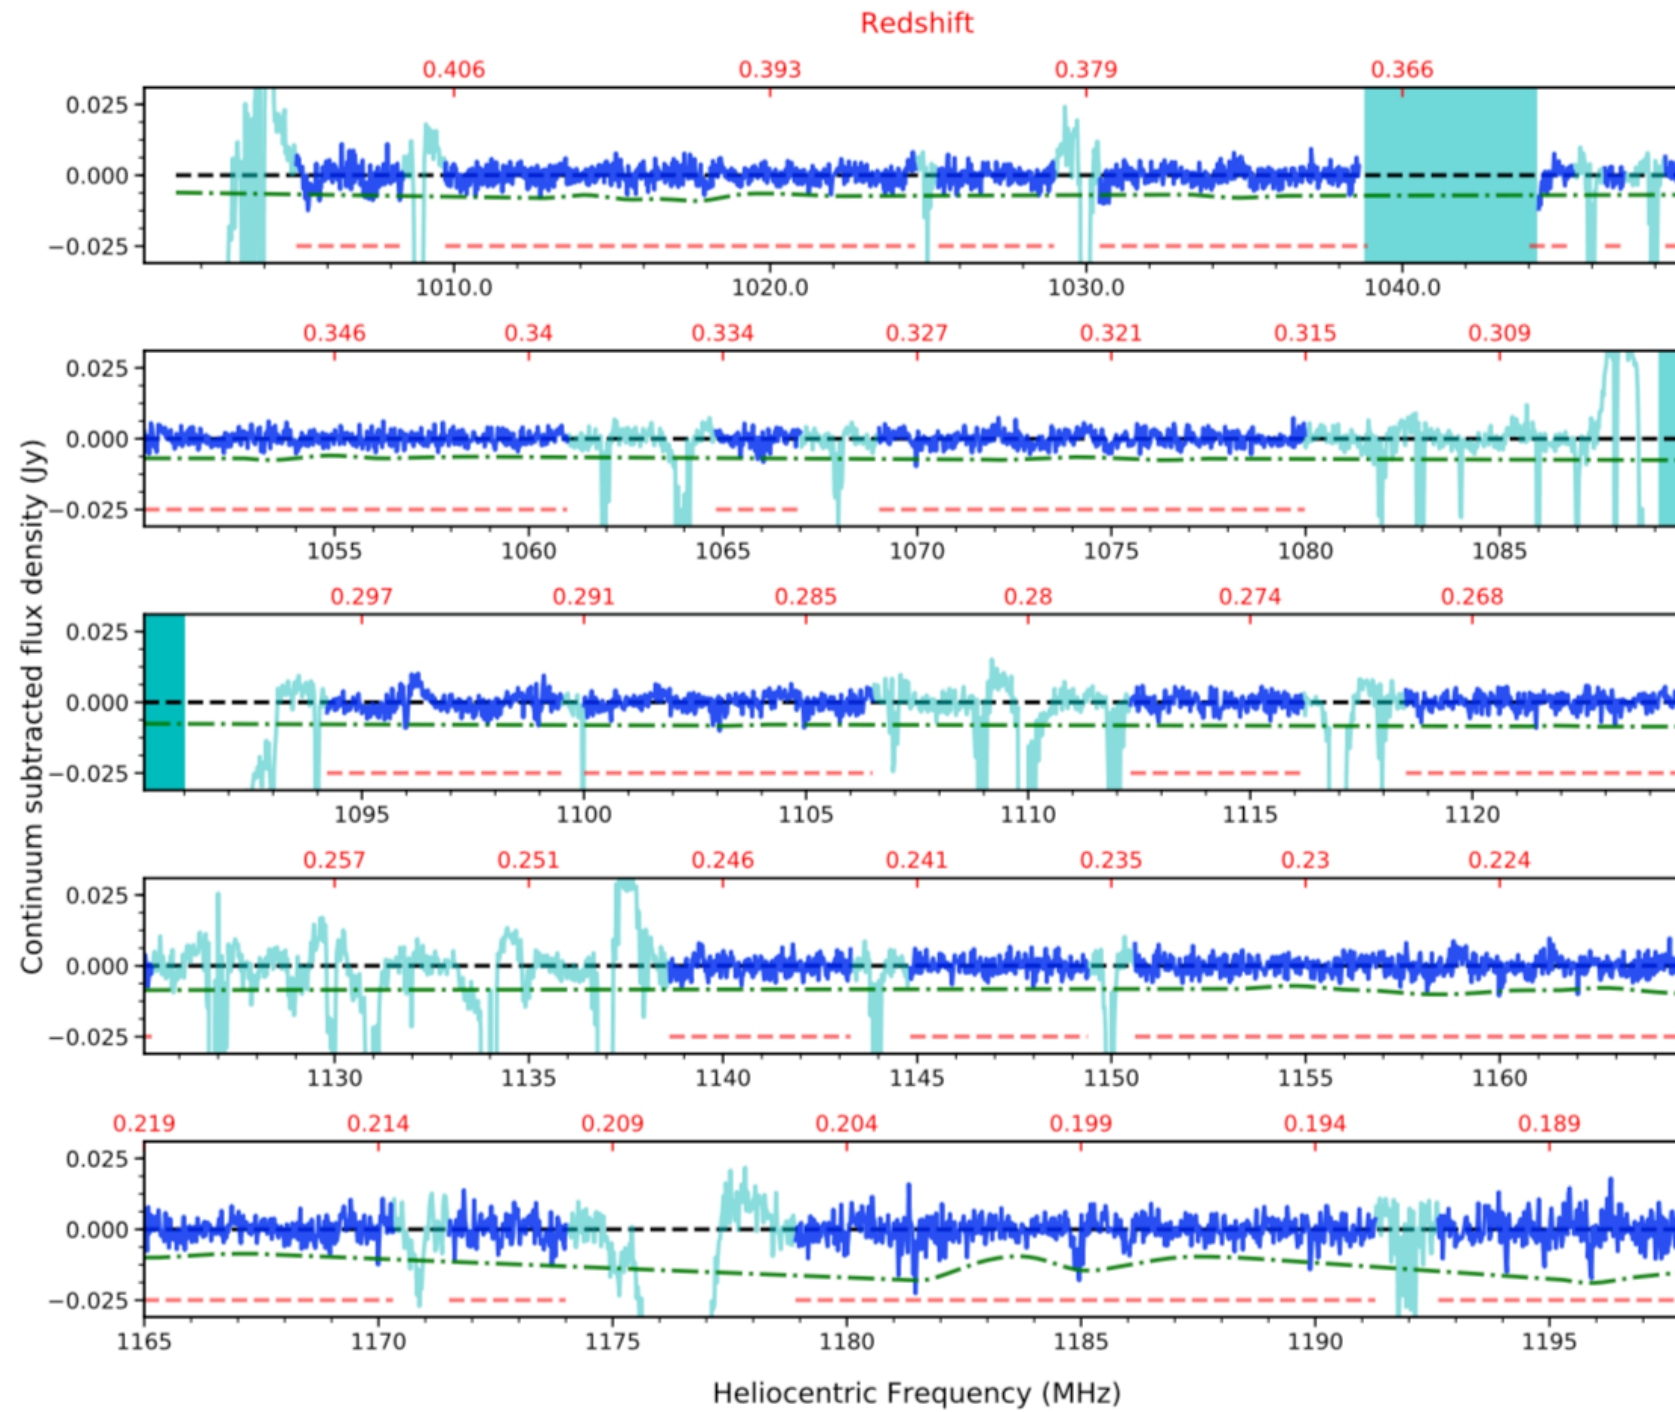 Redshift
0.406 0.393 0.379 0.366
0.025
0.000
−0.025
1010.0 1020.0 1030.0 1040.0
0.346 0.34 0.334 0.327 0.321 0.315 0.309
0.025
0.000
−0.025
1055 1060 1065 1070 1075 1080 1085
Continuum subtracted flux density (Jy)
0.297 0.291 0.285 0.28 0.274 0.268
0.025
0.000
−0.025
1095 1100 1105 1110 1115 1120
0.257 0.251 0.246 0.241 0.235 0.23 0.224
0.025
0.000
−0.025
1130 1135 1140 1145 1150 1155 1160
0.219 0.214 0.209 0.204 0.199 0.194 0.189
0.025
0.000
−0.025
1165 1170 1175 1180 1185 1190 1195
Heliocentric Frequency (MHz)